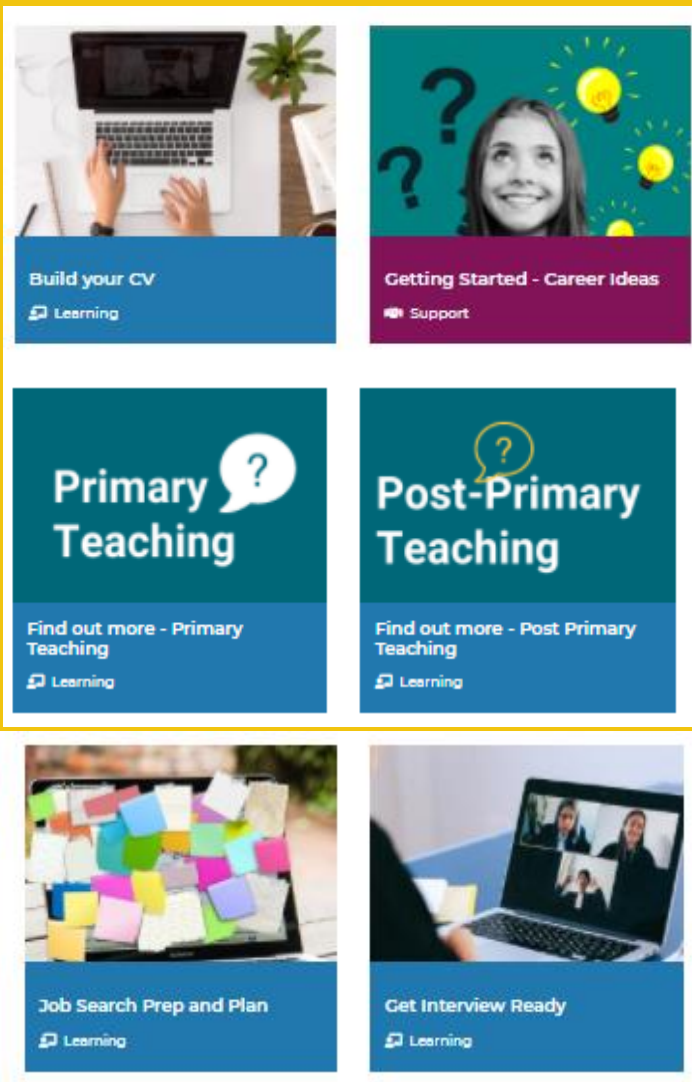 Build your CV
Learning
Getting Started - Career Ideas
Support
Primary ?
Teaching
Find out more - Primary
Teaching
Learning
?
Post-Primary
Teaching
Find out more - Post Primary
Teaching
Learning
Job Search Prep and Plan
Learning
Get Interview Ready
Learning